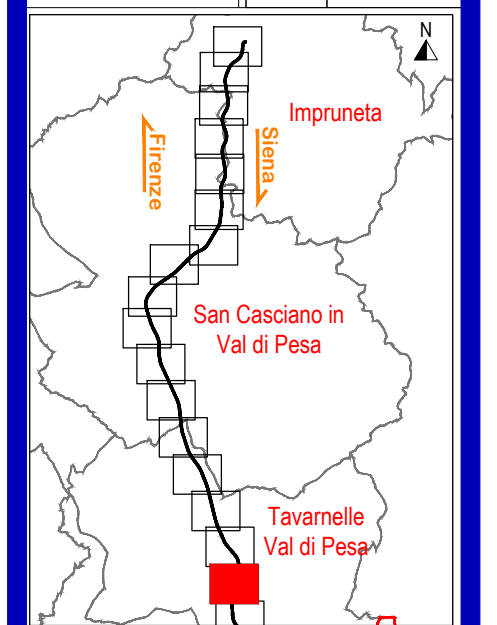 N
Impruneta
Firenze
Siena
San Casciano in
Val di Pesa
Tavarnelle
Val di Pesa